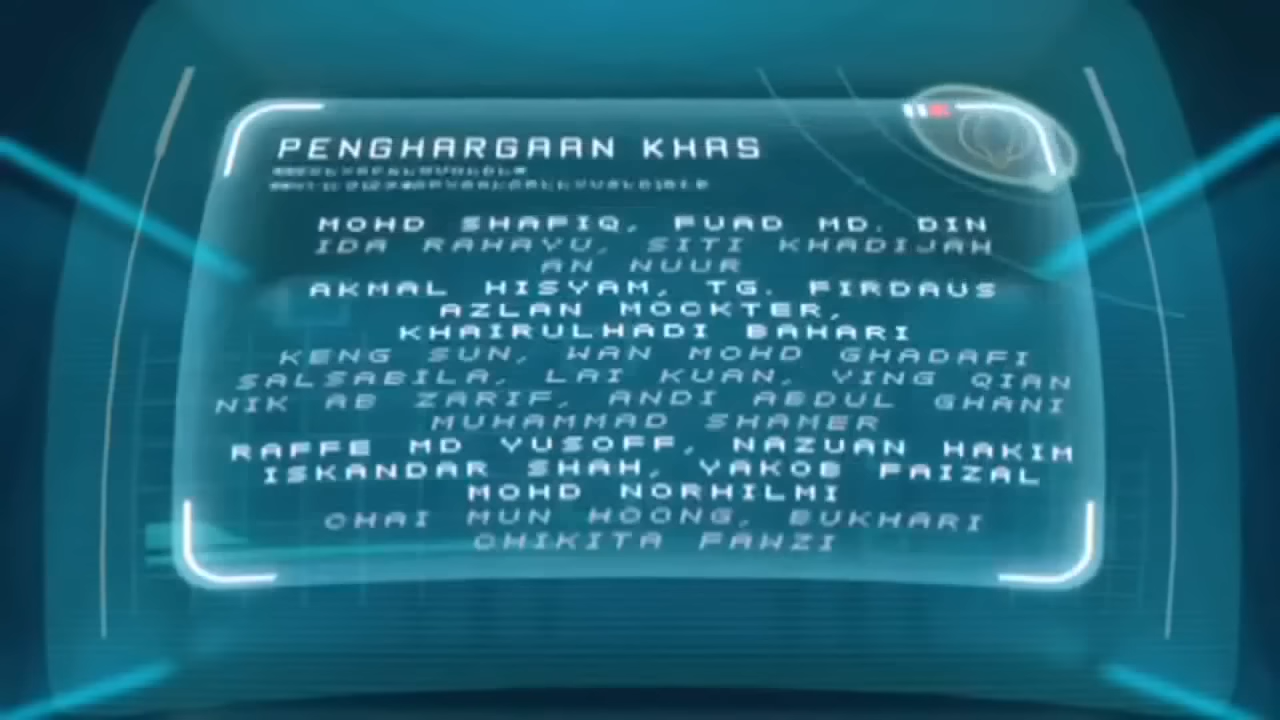 PENGHARGAAN KHAS
MOHD SHAFIQ, FUAD MD. DIN
IDA RAHAYU, SITI KHADIJAH
AN NUUR
AKMAL HISYAM, TG. FIRDAUS
AZLAN MOCKTER,
KHAIRULHADI BAHARI
KENG SUN, WAN MOHD GHADAFI
SALSABILA, LAI KUAN, YING QIAN
NIK AB ZARIF, ANDI ABDUL GHANI
MUHAMMAD SHAMER
RAFFE MD YUSOFF, NAZUAN HAKIM
ISKANDAR SHAH, YAKOB FAIZAL
MOHD NORHILMI
CHAI MUN HOONG, BUKHARI
CHIKITA FAWZI